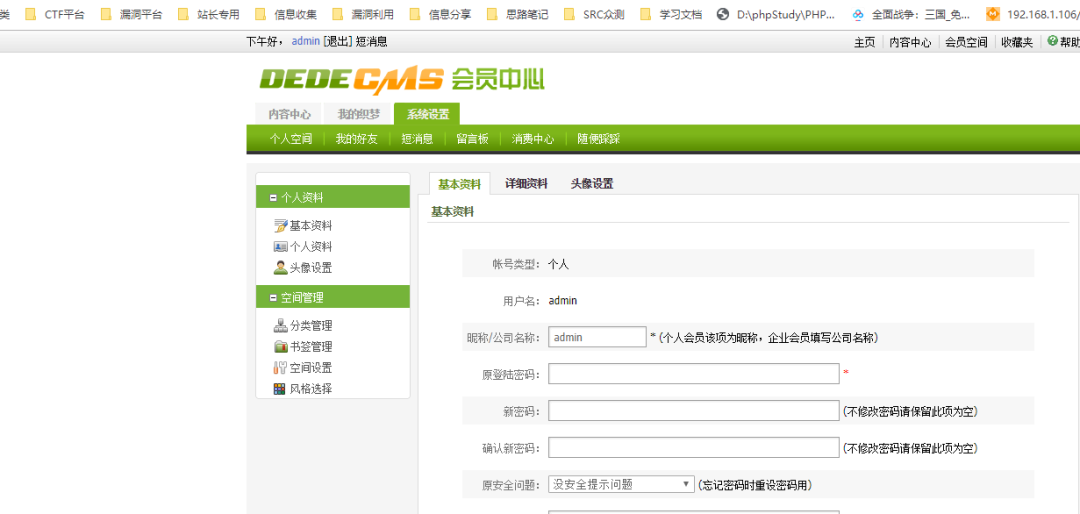 类 CTF平台 漏洞平台 站长专用 信息收集 漏洞利用 信息分享 思路笔记 SRC众测 学习文档 D:\phpStudy\PHP... 全面战争：三国_免... 192.168.1.106/
下午好， admin [退出] 短消息 主页 内容中心 会员空间 收藏夹 帮助
DEDECMS 会员中心
内容中心 我的织梦 系统设置
个人空间 我的好友 短消息 留言板 消费中心 随便踩踩
个人资料
基本资料
个人资料
头像设置
空间管理
分类管理
书签管理
空间设置
风格选择
基本资料 详细资料 头像设置
基本资料
帐号类型： 个人
用户名： admin
昵称/公司名称： admin * (个人会员该项为昵称，企业会员填写公司名称)
原登陆密码： *
新密码： (不修改密码请保留此项为空)
确认新密码： (不修改密码请保留此项为空)
原安全问题： 没安全提示问题 (忘记密码时重设密码用)